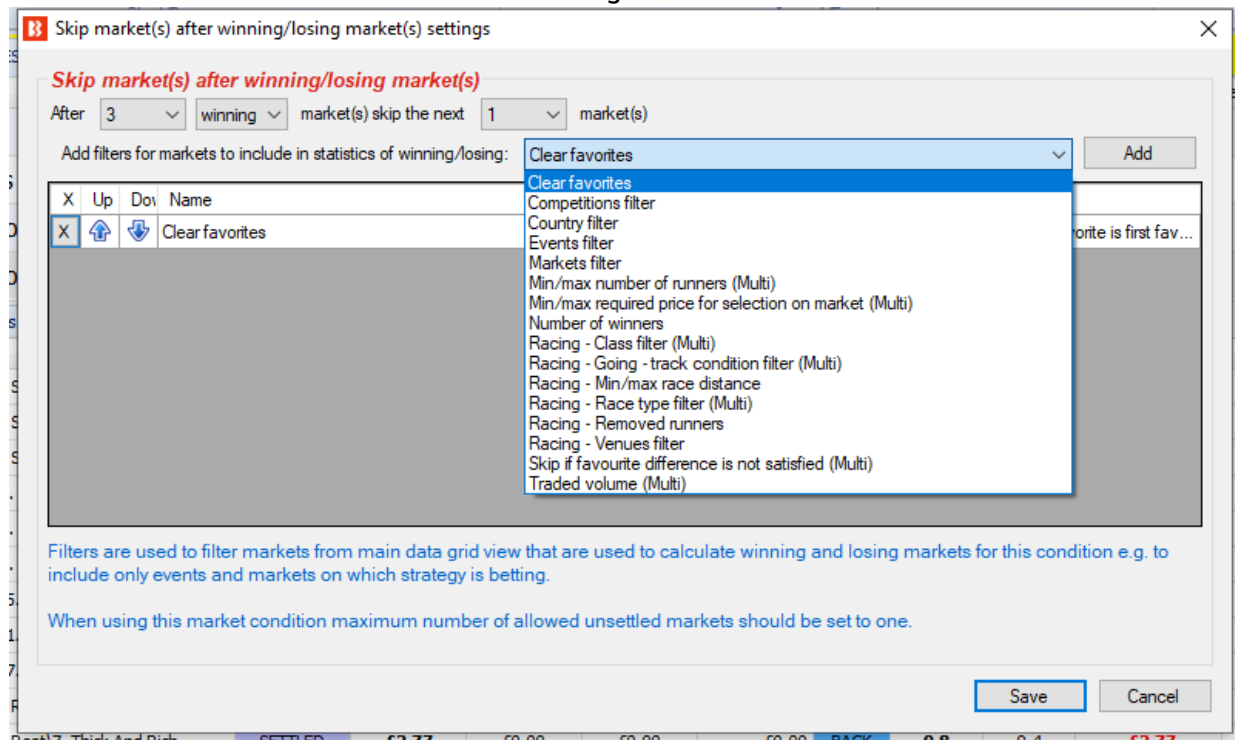 Skip market(s) after winning/losing market(s) settings
Skip market(s) after winning/losing market(s)
After 3 winning market(s) skip the next 1 market(s)
Add filters for markets to include in statistics of winning/losing: Clear favorites Add
X Up Dov Name
X Clear favorites orite is first fav...
Clear favorites
Competitions filter
Country filter
Events filter
Markets filter
Min/max number of runners (Multi)
Min/max required price for selection on market (Multi)
Number of winners
Racing - Class filter (Multi)
Racing - Going - track condition filter (Multi)
Racing - Min/max race distance
Racing - Race type filter (Multi)
Racing - Removed runners
Racing - Venues filter
Skip if favourite difference is not satisfied (Multi)
Traded volume (Multi)
Filters are used to filter markets from main data grid view that are used to calculate winning and losing markets for this condition e.g. to
include only events and markets on which strategy is betting.
When using this market condition maximum number of allowed unsettled markets should be set to one.
Save Cancel